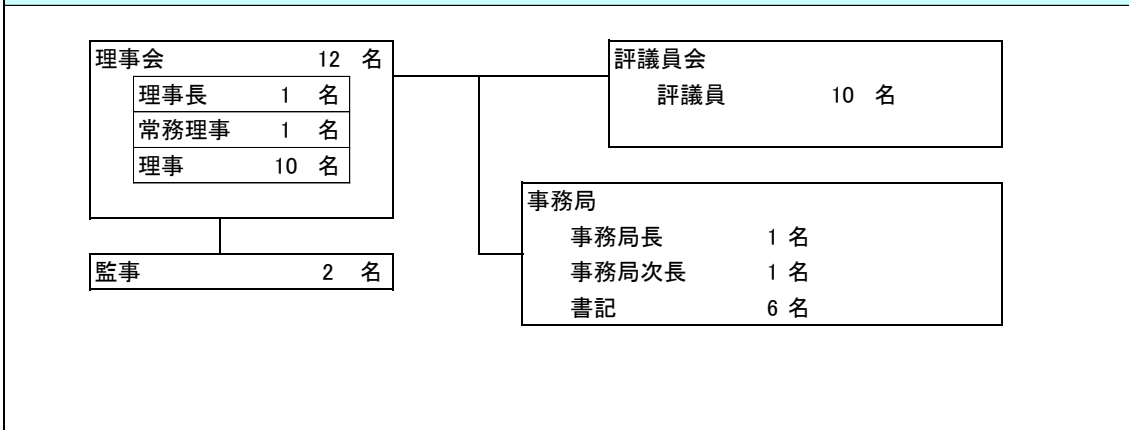 理事会 12 名
理事長 1 名
常務理事 1 名
理事 10 名
監事 2 名
評議員会
評議員 10 名
事務局
事務局長 1 名
事務局次長 1 名
書記 6 名